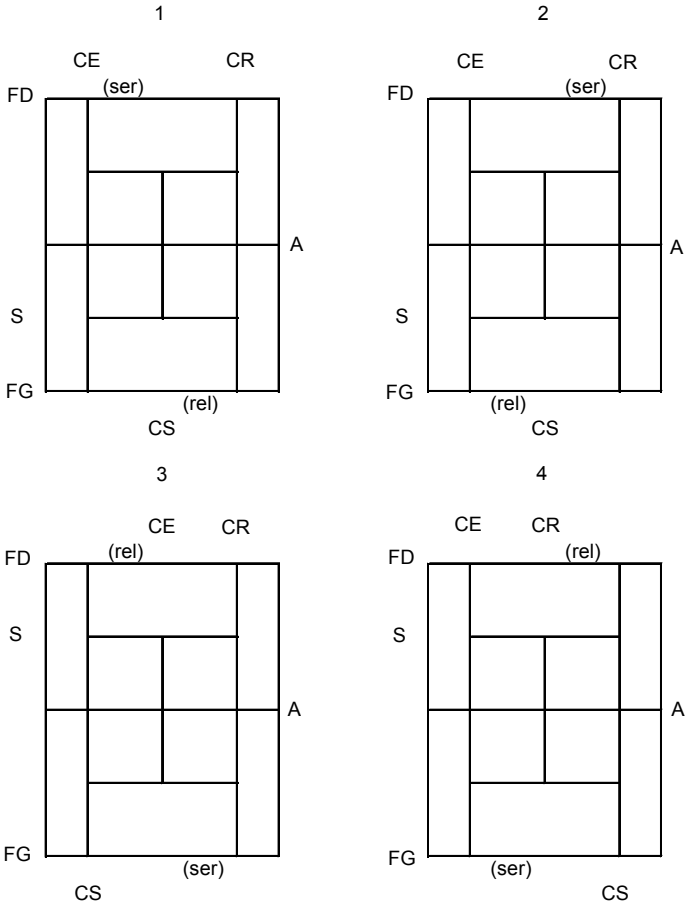 1
CE CR
(ser)
FD
A
S
FG
(rel)
CS
2
CE CR
(ser)
FD
A
S
FG
(rel)
CS
3
CE CR
(rel)
FD
S
A
FG
(ser)
CS
4
CE CR
(rel)
FD
S
A
FG
(ser)
CS